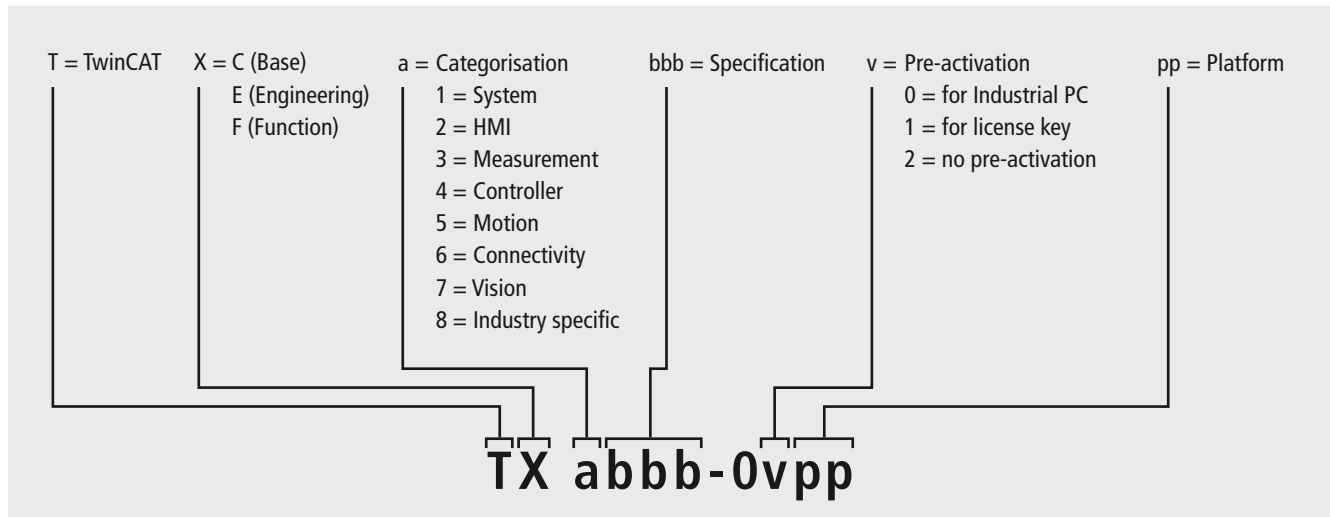 T = TwinCAT
X = C (Base)
E (Engineering)
F (Function)
a = Categorisation
1 = System
2 = HMI
3 = Measurement
4 = Controller
5 = Motion
6 = Connectivity
7 = Vision
8 = Industry specific
bbb = Specification
v = Pre-activation
0 = for Industrial PC
1 = for license key
2 = no pre-activation
pp = Platform
TX abbb-0vpp